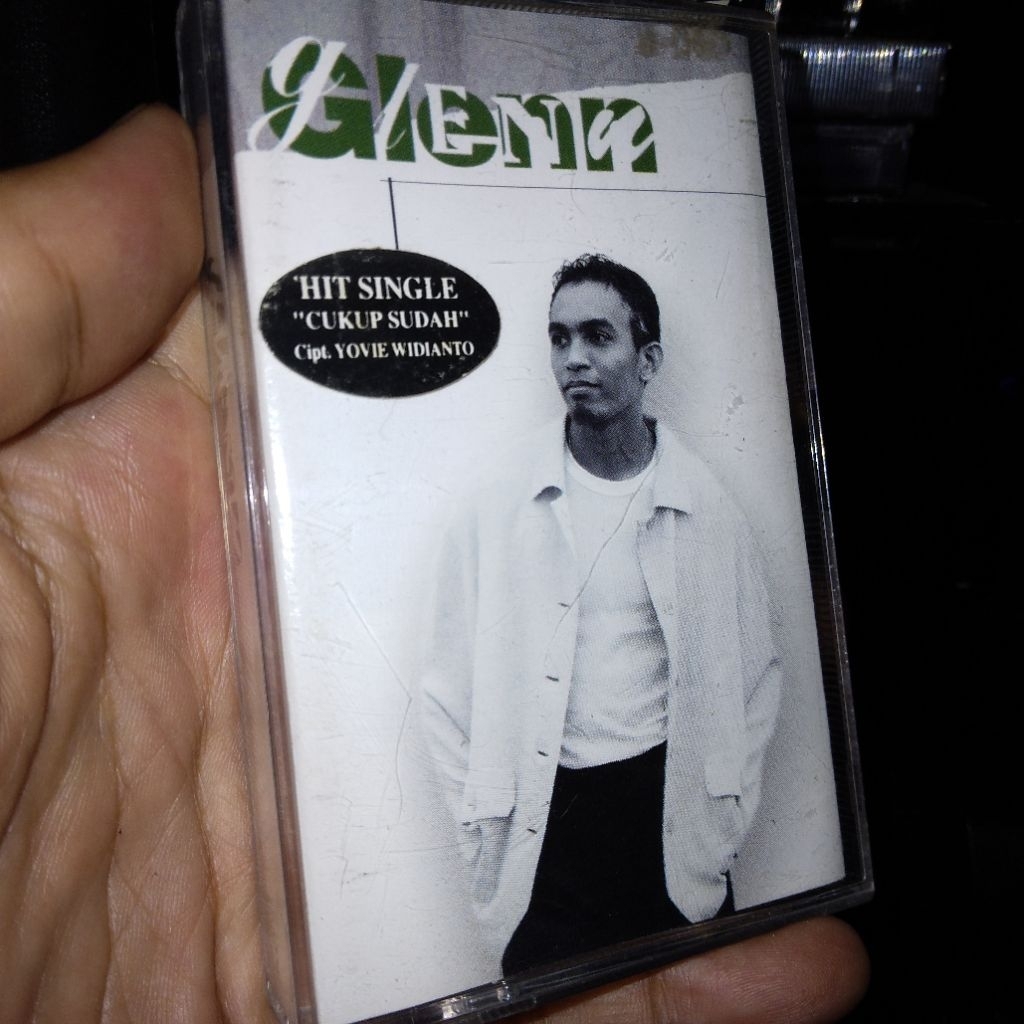 Glenn
'HIT SINGLE
"CUKUP SUDAH"
Cipt. YOVIE WIDIANTO